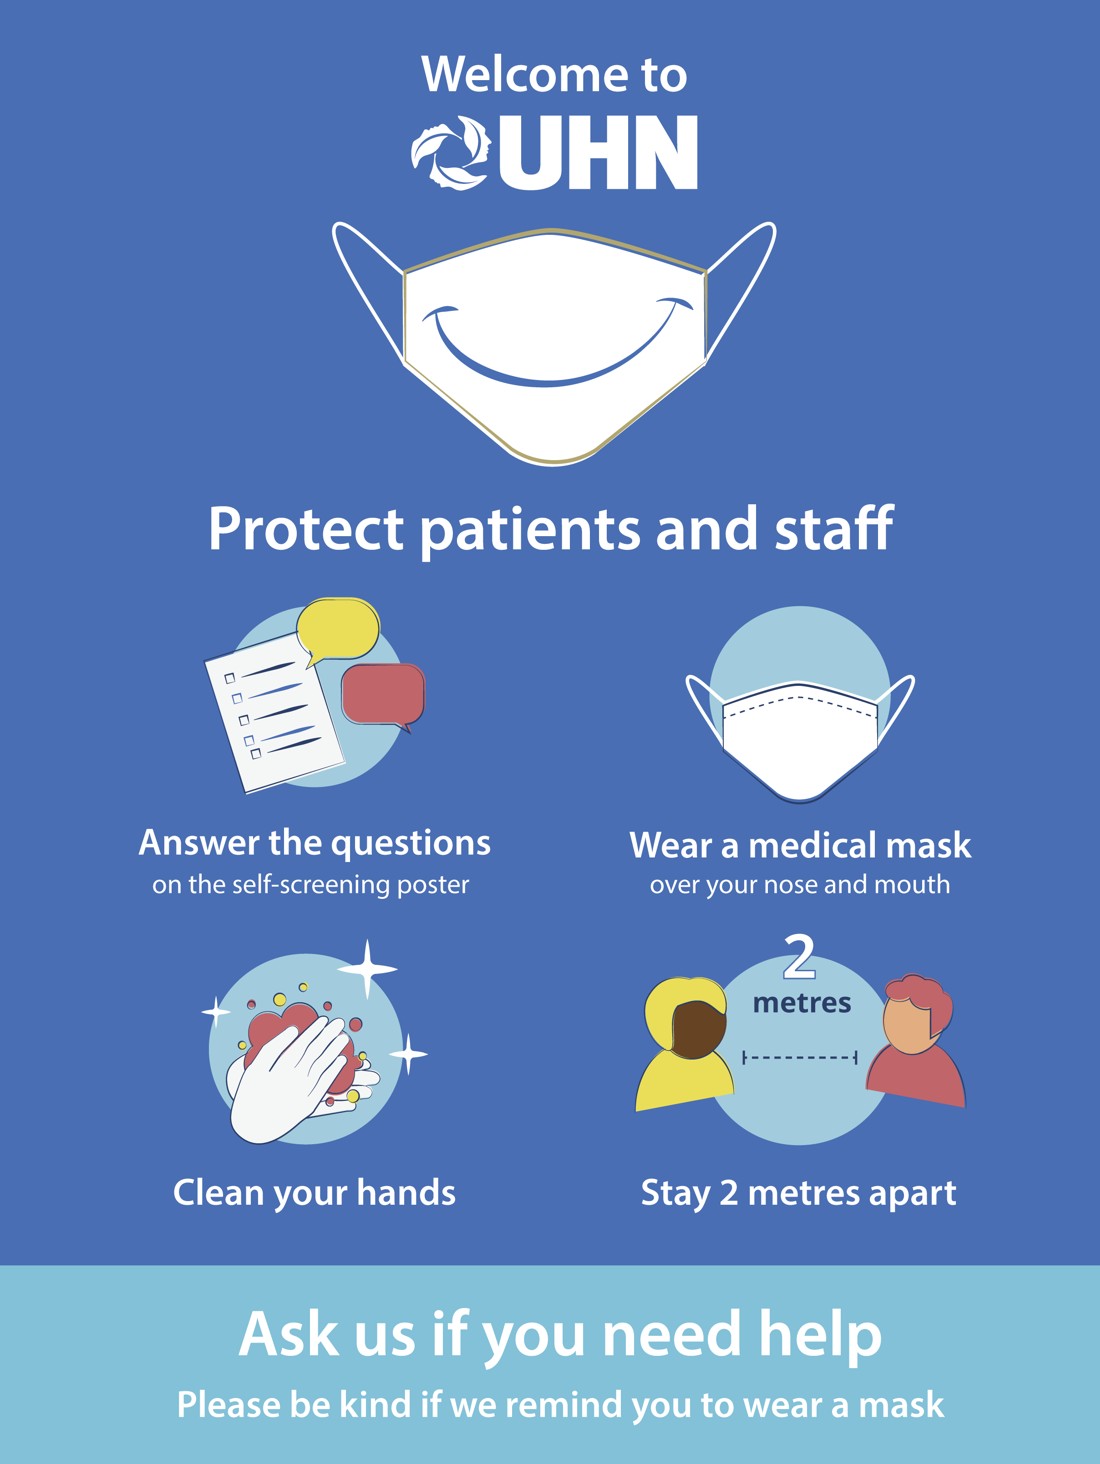 Welcome to
UHN
Protect patients and staff
Answer the questions
on the self-screening poster
Wear a medical mask
over your nose and mouth
2
metres
Clean your hands
Stay 2 metres apart
Ask us if you need help
Please be kind if we remind you to wear a mask